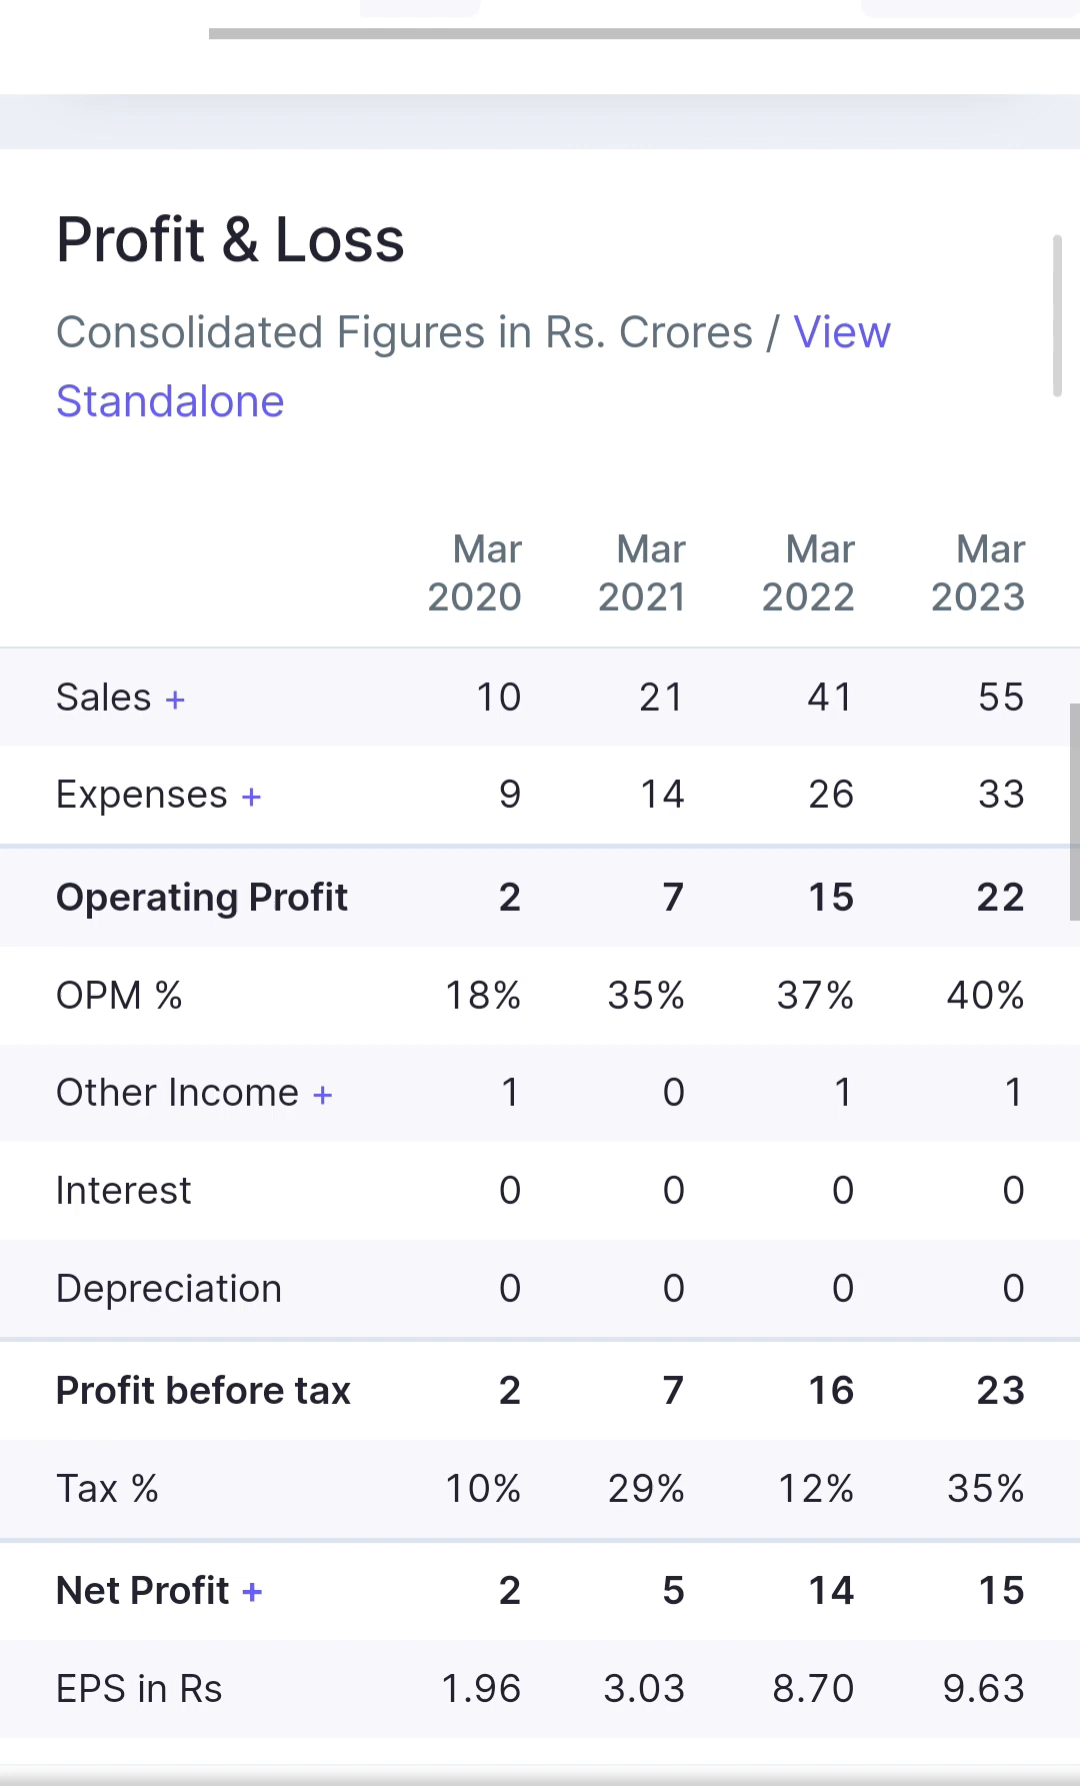 Profit & Loss
Consolidated Figures in Rs. Crores / View
Standalone
Mar 2020 Mar 2021 Mar 2022 Mar 2023
Sales + 10 21 41 55
Expenses + 9 14 26 33
Operating Profit 2 7 15 22
OPM % 18% 35% 37% 40%
Other Income + 1 0 1 1
Interest 0 0 0 0
Depreciation 0 0 0 0
Profit before tax 2 7 16 23
Tax % 10% 29% 12% 35%
Net Profit + 2 5 14 15
EPS in Rs 1.96 3.03 8.70 9.63